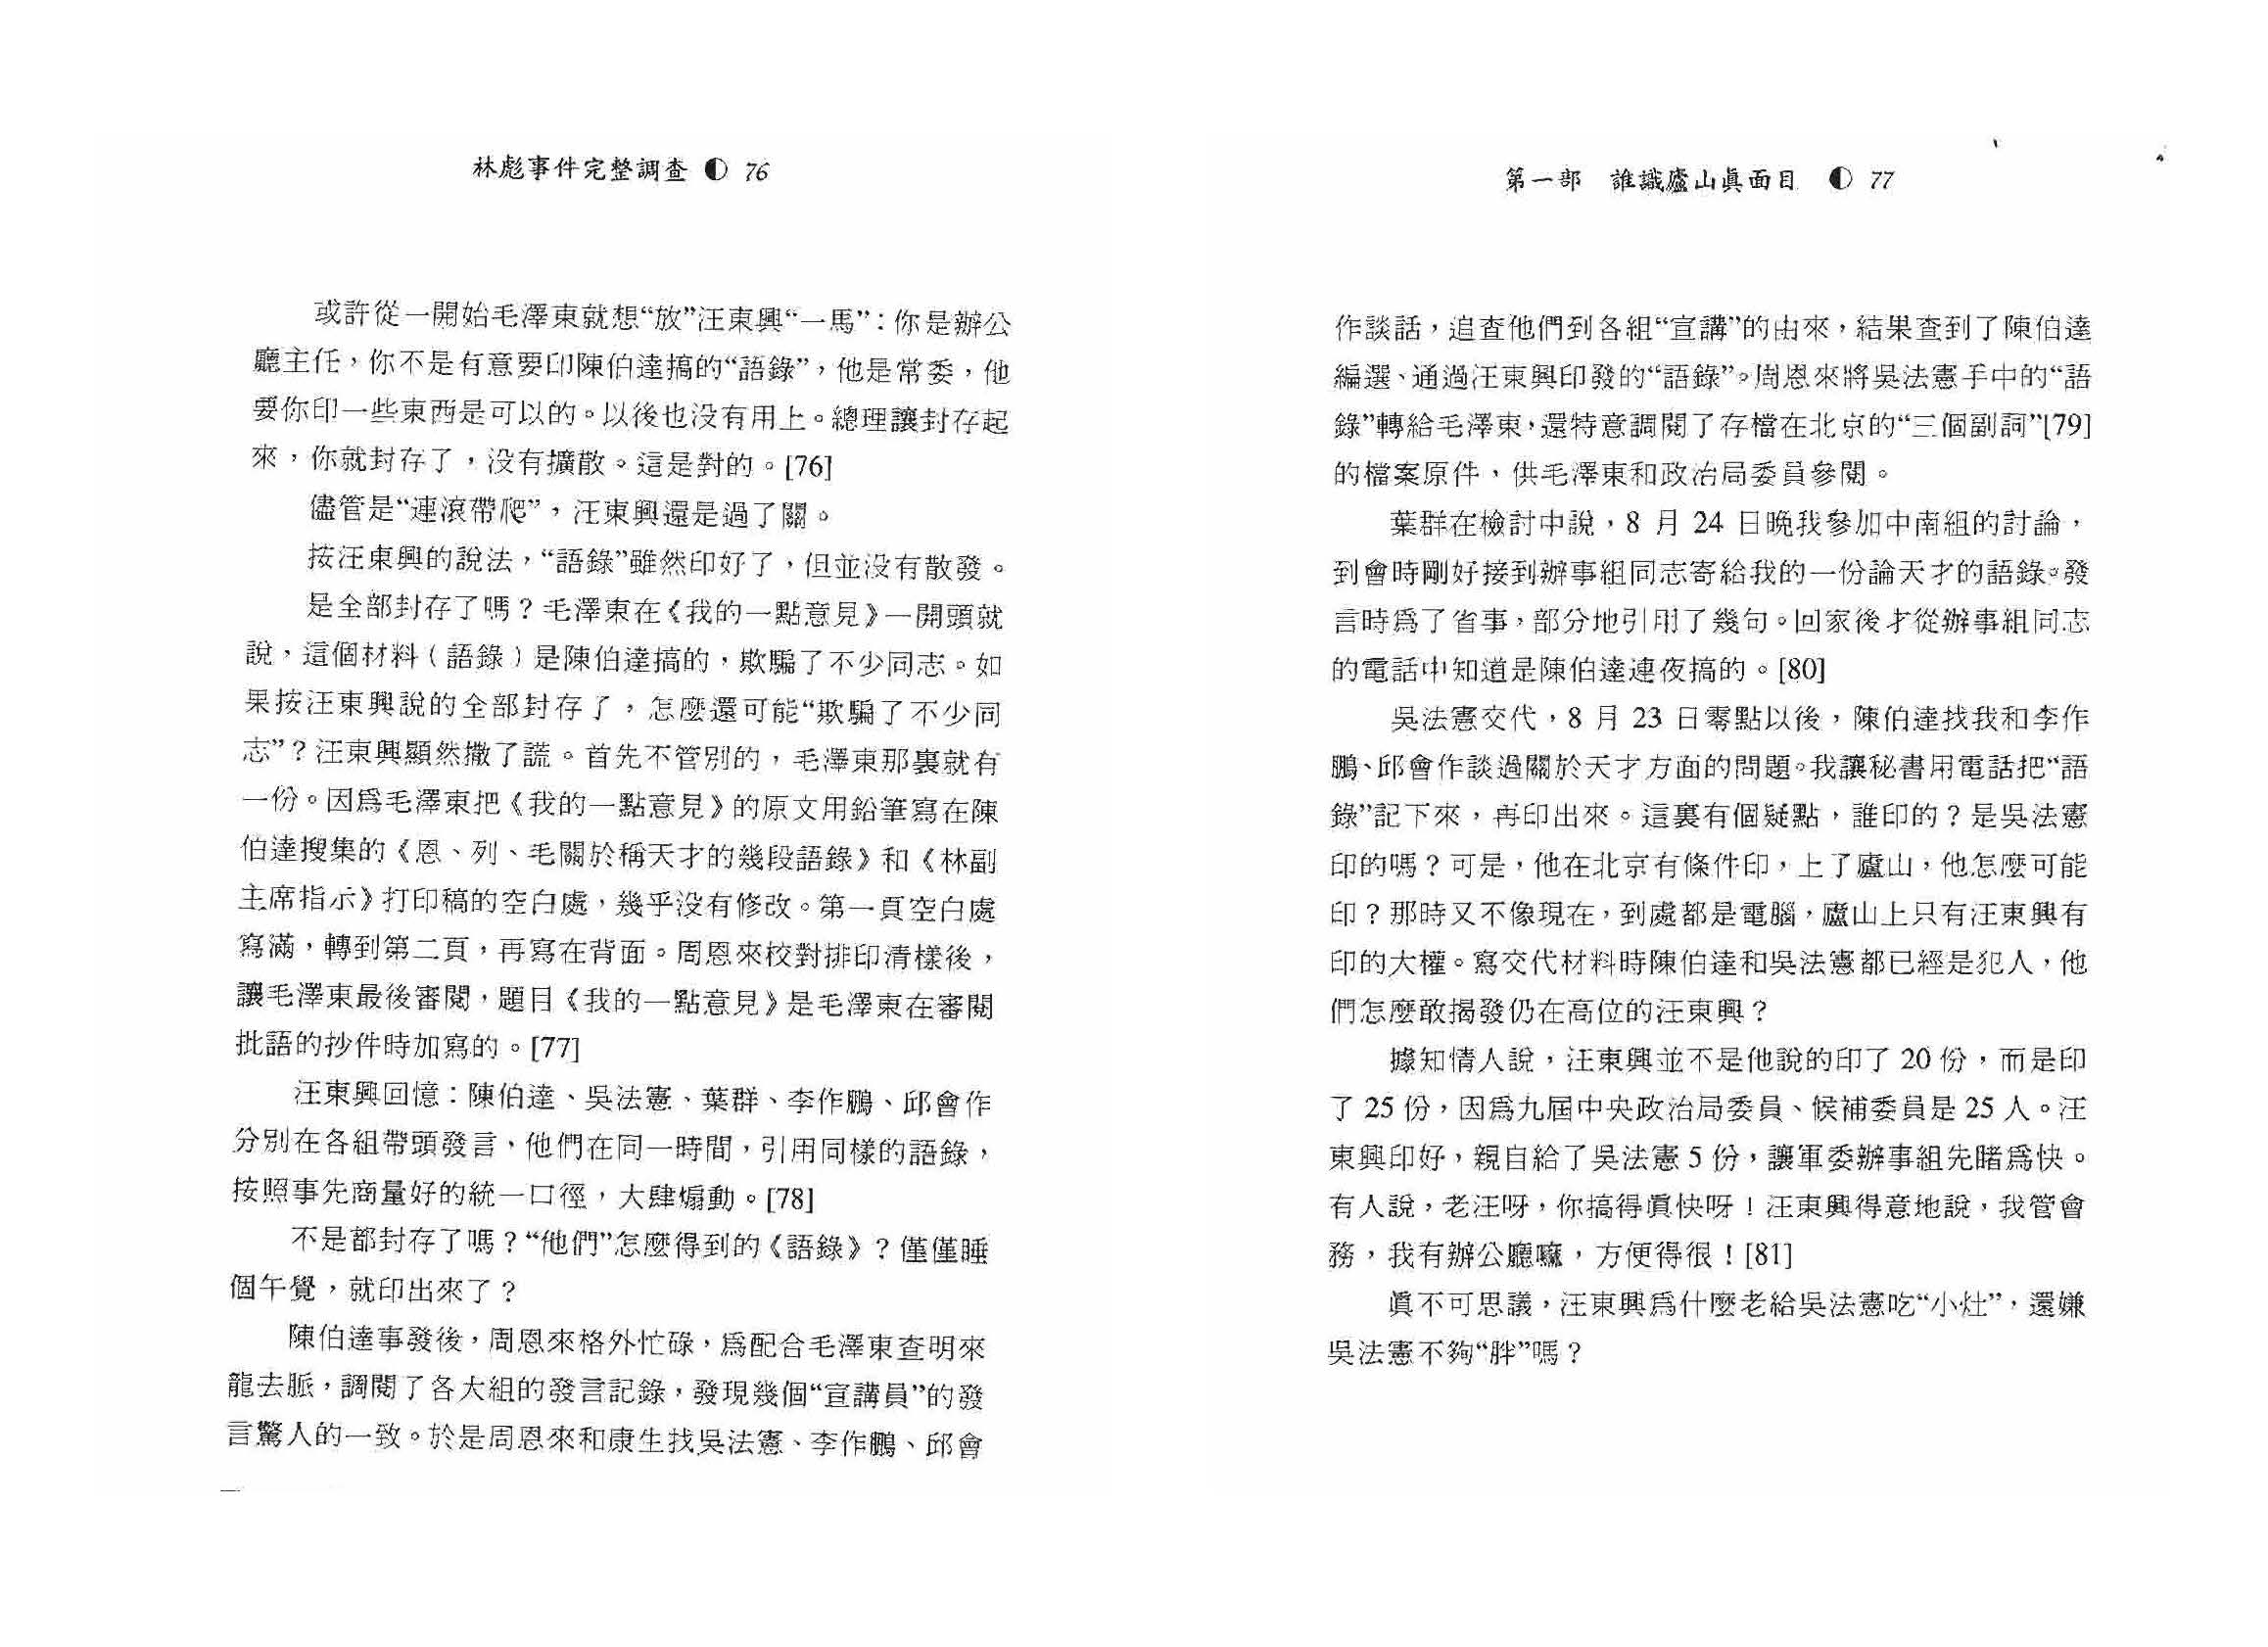 林彪事件完整調查 ◐ 76
或許從一開始毛澤東就想“放”汪東興“一馬”：你是辦公
廳主任，你不是有意要印陳伯達搞的“語錄”，他是常委，他
要你印一些東西是可以的。以後也没有用上。總理讓封存起
來，你就封存了，没有擴散。這是對的。[76]
儘管是“連滾帶爬”，汪東興還是過了關。
按汪東興的說法，“語錄”雖然印好了，但並没有散發。
是全部封存了嗎？毛澤東在《我的一點意見》一開頭就
說，這個材料（語錄）是陳伯達搞的，欺騙了不少同志。如
果按汪東興說的全部封存了，怎麼還可能“欺騙了不少同
志”？汪東興顯然撒了謊。首先不管別的，毛澤東那裏就有
一份。因爲毛澤東把《我的一點意見》的原文用鉛筆寫在陳
伯達搜集的《恩、列、毛關於稱天才的幾段語錄》和《林副
主席指示》打印稿的空白處，幾乎没有修改。第一頁空白處
寫滿，轉到第二頁，再寫在背面。周恩來校對排印清樣後，
讓毛澤東最後審閱，題目《我的一點意見》是毛澤東在審閱
批語的抄件時加寫的。[77]
汪東興回憶：陳伯達、吳法憲、葉群、李作鵬、邱會作
分別在各組帶頭發言，他們在同一時間，引用同樣的語錄，
按照事先商量好的統一口徑，大肆煽動。[78]
不是都封存了嗎？“他們”怎麼得到的《語錄》？僅僅睡
個午覺，就印出來了？
陳伯達事發後，周恩來格外忙碌，爲配合毛澤東查明來
龍去脈，調閱了各大組的發言記錄，發現幾個“宣講員”的發
言驚人的一致。於是周恩來和康生找吳法憲、李作鵬、邱會
第一部　誰識廬山眞面目 ◐ 77
作談話，追查他們到各組“宣講”的由來，結果查到了陳伯達
編選、通過汪東興印發的“語錄”。周恩來將吳法憲手中的“語
錄”轉給毛澤東，還特意調閱了存檔在北京的“三個副詞”[79]
的檔案原件，供毛澤東和政治局委員參閱。
葉群在檢討中說，8 月 24 日晚我參加中南組的討論，
到會時剛好接到辦事組同志寄給我的一份論天才的語錄。發
言時爲了省事，部分地引用了幾句。回家後才從辦事組同志
的電話中知道是陳伯達連夜搞的。[80]
吳法憲交代，8 月 23 日零點以後，陳伯達找我和李作
鵬、邱會作談過關於天才方面的問題。我讓秘書用電話把“語
錄”記下來，再印出來。這裏有個疑點，誰印的？是吳法憲
印的嗎？可是，他在北京有條件印，上了廬山，他怎麼可能
印？那時又不像現在，到處都是電腦，廬山上只有汪東興有
印的大權。寫交代材料時陳伯達和吳法憲都已經是犯人，他
們怎麼敢揭發仍在高位的汪東興？
據知情人說，汪東興並不是他說的印了 20 份，而是印
了 25 份，因爲九屆中央政治局委員、候補委員是 25 人。汪
東興印好，親自給了吳法憲 5 份，讓軍委辦事組先睹爲快。
有人說，老汪呀，你搞得眞快呀！汪東興得意地說，我管會
務，我有辦公廳嘛，方便得很！[81]
眞不可思議，汪東興爲什麼老給吳法憲吃“小灶”，還嫌
吳法憲不夠“胖”嗎？